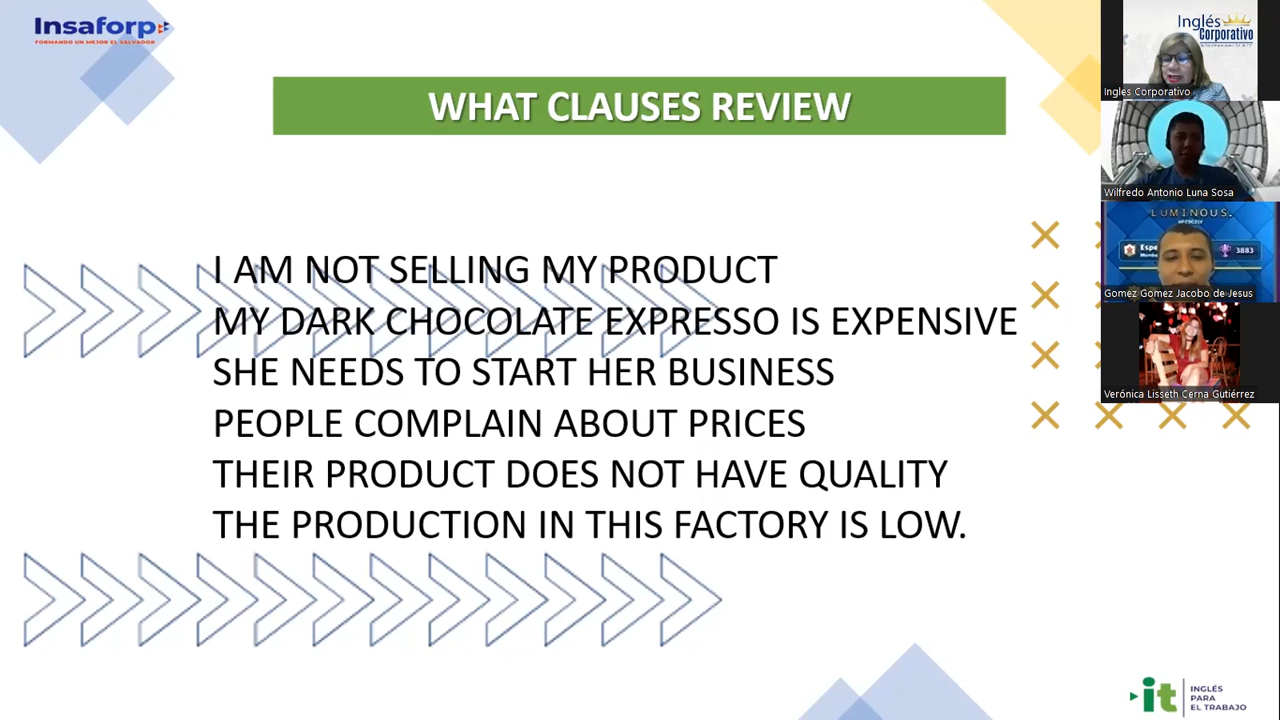 Insaforp
FORMANDO UN MEJOR EL SALVADOR
WHAT CLAUSES REVIEW
I AM NOT SELLING MY PRODUCT
MY DARK CHOCOLATE EXPRESSO IS EXPENSIVE
SHE NEEDS TO START HER BUSINESS
PEOPLE COMPLAIN ABOUT PRICES
THEIR PRODUCT DOES NOT HAVE QUALITY
THE PRODUCTION IN THIS FACTORY IS LOW.
Inglés
Corporativo
Ingles Corporativo
Wilfredo Antonio Luna Sosa
LUMINOUS.
3883
Gomez Gomez Jacobo de Jesus
Verónica Lisseth Cerna Gutiérrez
it
INGLÉS
PARA
EL TRABAJO